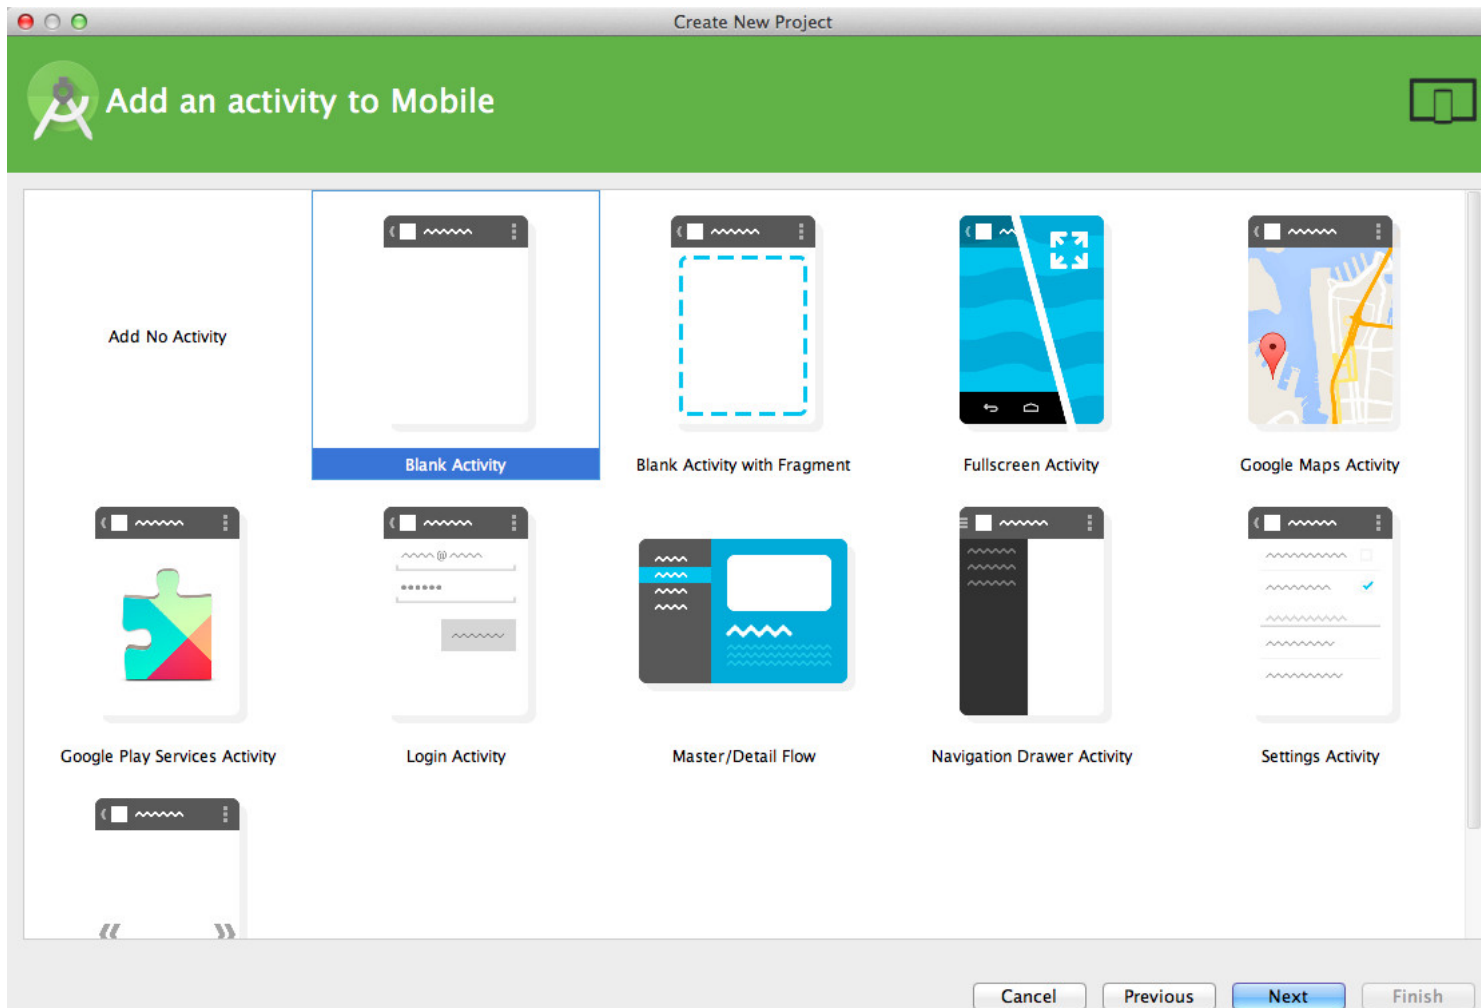 Create New Project
Add an activity to Mobile
Add No Activity
Blank Activity
Blank Activity with Fragment
Fullscreen Activity
Google Maps Activity
@
Google Play Services Activity
Login Activity
Master/Detail Flow
Navigation Drawer Activity
Settings Activity
Cancel
Previous
Next
Finish